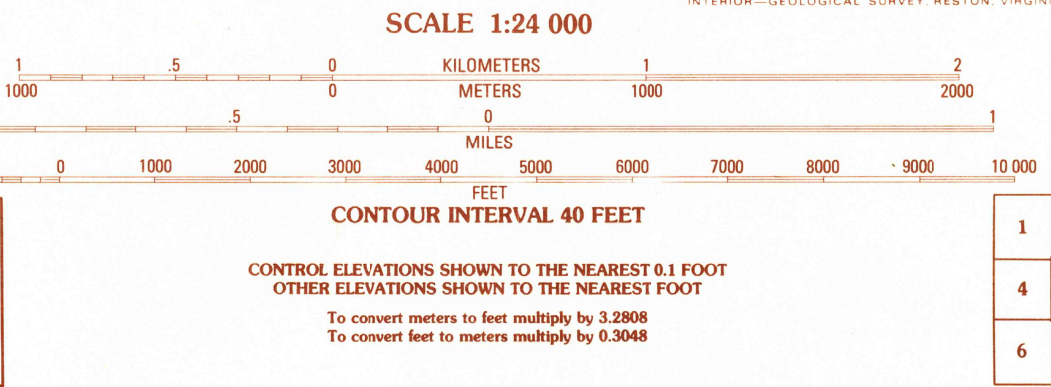 INTERIOR—GEOLOGICAL SURVEY, RESTON, VIRGINI
SCALE 1:24 000
1 .5 0 KILOMETERS 1 2
1000 0 METERS 1000 2000
.5 0 1
MILES
0 1000 2000 3000 4000 5000 6000 7000 8000 9000 10 000
FEET
CONTOUR INTERVAL 40 FEET
CONTROL ELEVATIONS SHOWN TO THE NEAREST 0.1 FOOT
OTHER ELEVATIONS SHOWN TO THE NEAREST FOOT
To convert meters to feet multiply by 3.2808
To convert feet to meters multiply by 0.3048
1
4
6